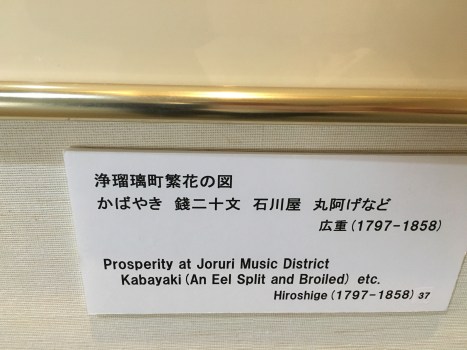 浄瑠璃町繁花の図
かばやき 錢二十文 石川屋 丸阿げなど
広重(1797-1858)
Prosperity at Joruri Music District
Kabayaki(An Eel Split and Broiled) etc.
Hiroshige(1797-1858) 37